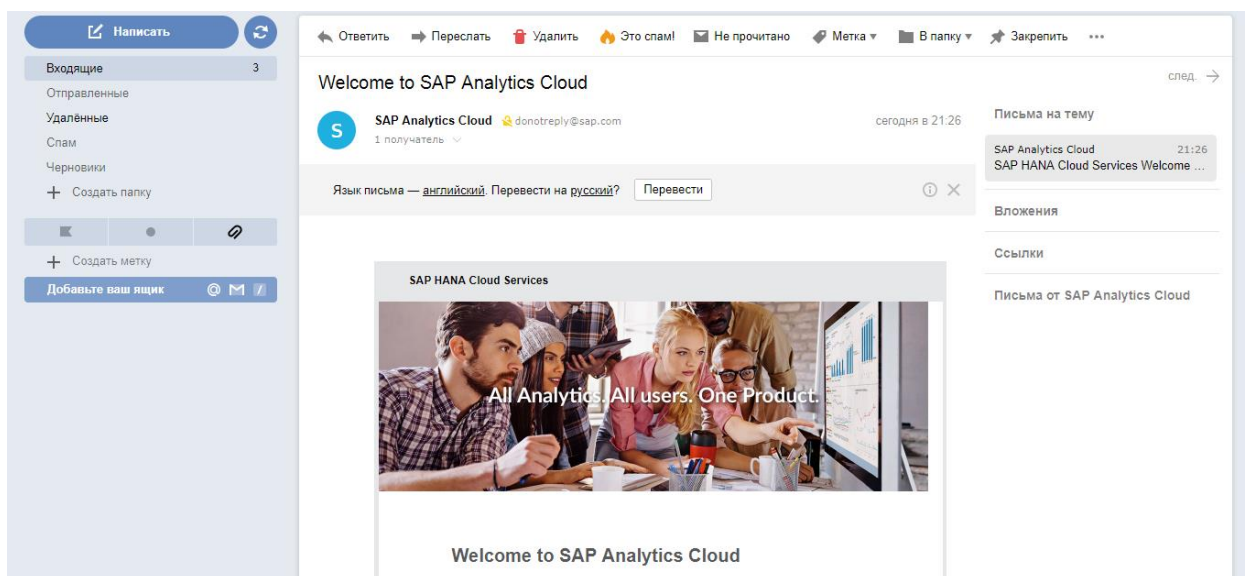 Написать
Ответить Переслать Удалить Это спам! Не прочитано Метка В папку Закрепить ...
Входящие 3
Отправленные
Удалённые
Спам
Черновики
+ Создать папку
+ Создать метку
Добавьте ваш ящик @
Welcome to SAP Analytics Cloud
след. →
S
SAP Analytics Cloud donotreply@sap.com сегодня в 21:26
1 получатель
Язык письма — английский. Перевести на русский? Перевести
SAP HANA Cloud Services
All Analytics. All users. One Product.
Welcome to SAP Analytics Cloud
Письма на тему
SAP Analytics Cloud 21:26
SAP HANA Cloud Services Welcome ...
Вложения
Ссылки
Письма от SAP Analytics Cloud